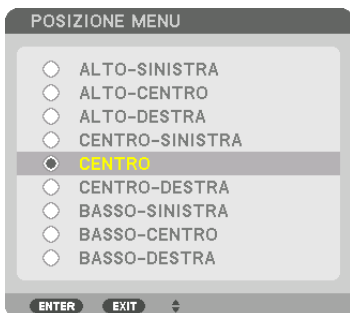 POSIZIONE MENU
ALTO-SINISTRA
ALTO-CENTRO
ALTO-DESTRA
CENTRO-SINISTRA
CENTRO
CENTRO-DESTRA
BASSO-SINISTRA
BASSO-CENTRO
BASSO-DESTRA
ENTER EXIT